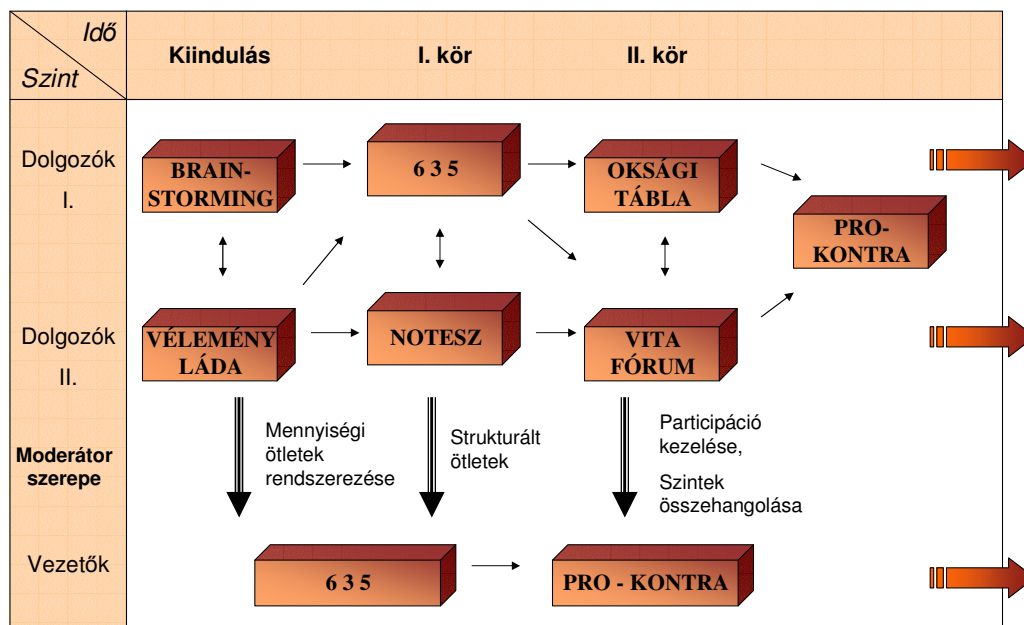 Idő
Szint
Kiindulás
I. kör
II. kör
Dolgozók
I.
BRAIN-
STORMING
6 3 5
OKSÁGI
TÁBLA
PRO-
KONTRA
Dolgozók
II.
VÉLEMÉNY
LÁDA
NOTESZ
VITA
FÓRUM
Moderátor
szerepe
Mennyiségi
ötletek
rendszerezése
Strukturált
ötletek
Participáció
kezelése,
Szintek
összehangolása
Vezetők
6 3 5
PRO - KONTRA